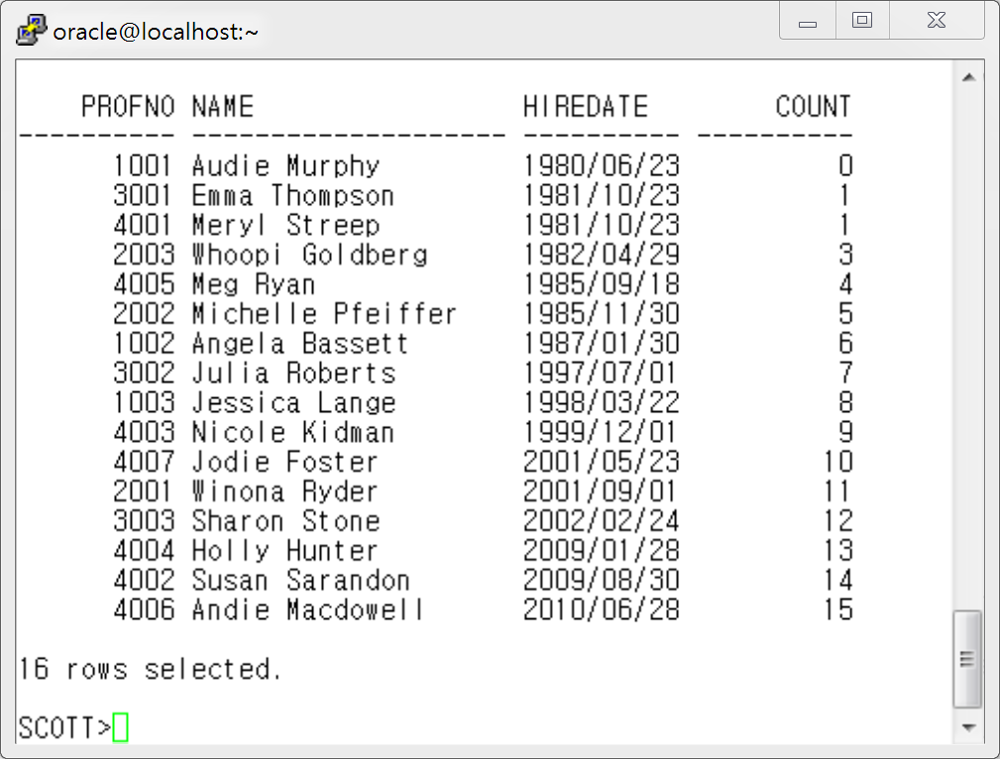 oracle@localhost:~
PROFNO NAME HIREDATE COUNT
---------- -------------------- ---------- ----------
1001 Audie Murphy 1980/06/23 0
3001 Emma Thompson 1981/10/23 1
4001 Meryl Streep 1981/10/23 1
2003 Whoopi Goldberg 1982/04/29 3
4005 Meg Ryan 1985/09/18 4
2002 Michelle Pfeiffer 1985/11/30 5
1002 Angela Bassett 1987/01/30 6
3002 Julia Roberts 1997/07/01 7
1003 Jessica Lange 1998/03/22 8
4003 Nicole Kidman 1999/12/01 9
4007 Jodie Foster 2001/05/23 10
2001 Winona Ryder 2001/09/01 11
3003 Sharon Stone 2002/02/24 12
4004 Holly Hunter 2009/01/28 13
4002 Susan Sarandon 2009/08/30 14
4006 Andie Macdowell 2010/06/28 15
16 rows selected.
SCOTT>